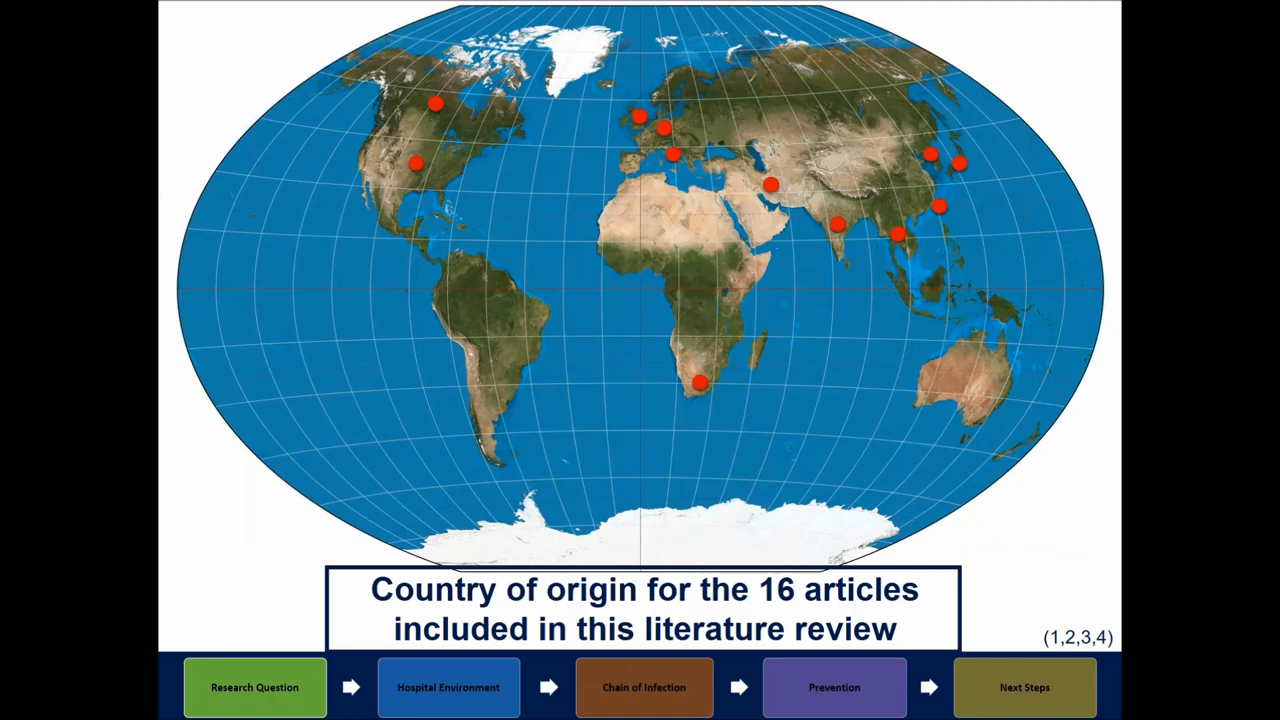 Country of origin for the 16 articles
included in this literature review
(1,2,3,4)
Research Question
Hospital Environment
Chain of Infection
Prevention
Next Steps